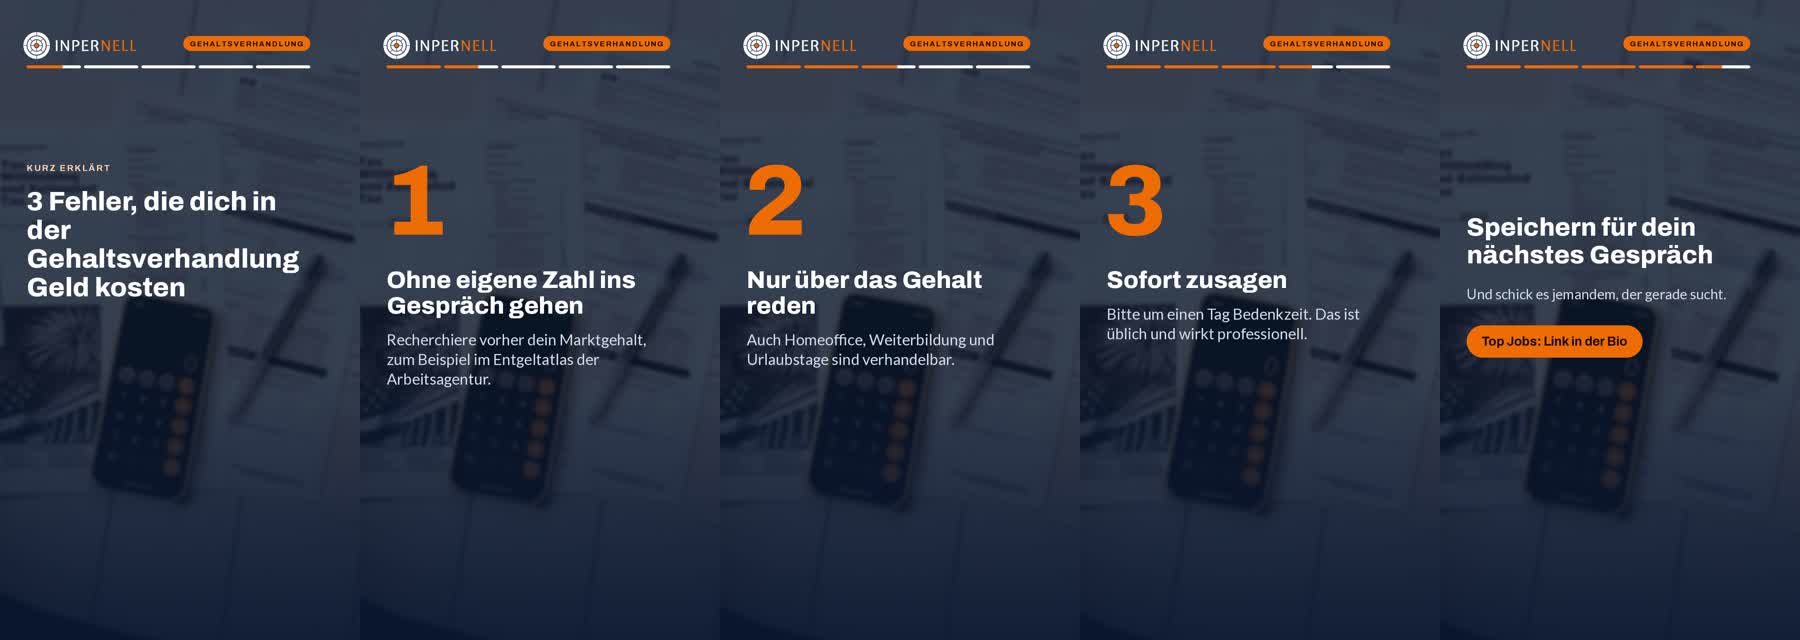 INPERNELL
GEHALTSVERHANDLUNG
KURZ ERKLÄRT
3 Fehler, die dich in
der
Gehaltsverhandlung
Geld kosten
INPERNELL
GEHALTSVERHANDLUNG
1
Ohne eigene Zahl ins
Gespräch gehen
Recherchiere vorher dein Marktgehalt,
zum Beispiel im Entgeltatlas der
Arbeitsagentur.
INPERNELL
GEHALTSVERHANDLUNG
2
Nur über das Gehalt
reden
Auch Homeoffice, Weiterbildung und
Urlaubstage sind verhandelbar.
INPERNELL
GEHALTSVERHANDLUNG
3
Sofort zusagen
Bitte um einen Tag Bedenkzeit. Das ist
üblich und wirkt professionell.
INPERNELL
GEHALTSVERHANDLUNG
Speichern für dein
nächstes Gespräch
Und schick es jemandem, der gerade sucht.
Top Jobs: Link in der Bio